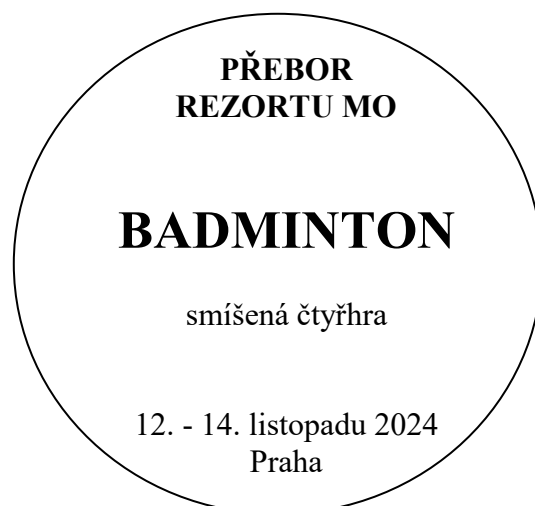 PŘEBOR
REZORTU MO
BADMINTON
smíšená čtyřhra
12. - 14. listopadu 2024
Praha